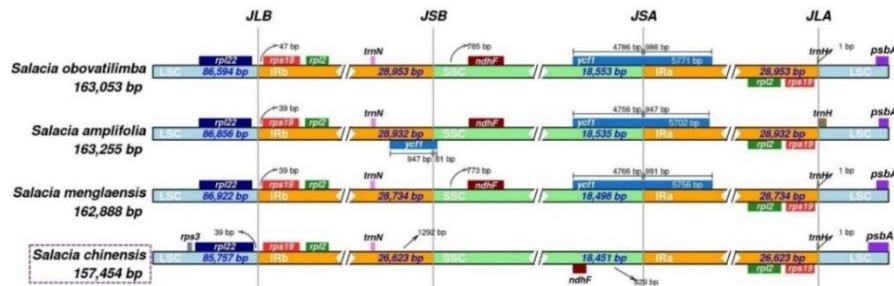 JLB JSB JSA JLA
47 bp 785 bp 4786 bp 986 bp 1 bp
rpl22 rps19 rpl2 trnN ndhF ycf1 5771 bp trnH psbA
Salacia obovatilimba LSC 86,594 bp IRb 28,953 bp SSC 18,553 bp IRa 28,953 bp LSC
163,053 bp rpl2 rps19
39 bp 4756 bp 947 bp
rpl22 rps19 rpl2 trnN ndhF ycf1 5702 bp trnH psbA
Salacia amplifolia LSC 86,856 bp IRb 28,932 bp SSC 18,535 bp IRa 28,932 bp LSC
163,255 bp ycf1 rpl2 rps19
947 bp 81 bp
39 bp 773 bp 4766 bp 991 bp 1 bp
rpl22 rps19 rpl2 trnN ndhF ycf1 5756 bp trnH psbA
Salacia menglaensis LSC 86,922 bp IRb 28,734 bp SSC 18,498 bp IRa 28,734 bp LSC
162,888 bp rpl2 rps19
rps3 39 bp 1292 bp 1 bp
rpl22 rps19 rpl2 trnN trnH psbA
Salacia chinensis LSC 85,757 bp IRb 26,623 bp SSC 18,451 bp IRa 26,623 bp LSC
157,454 bp ndhF 829 bp rpl2 rps19